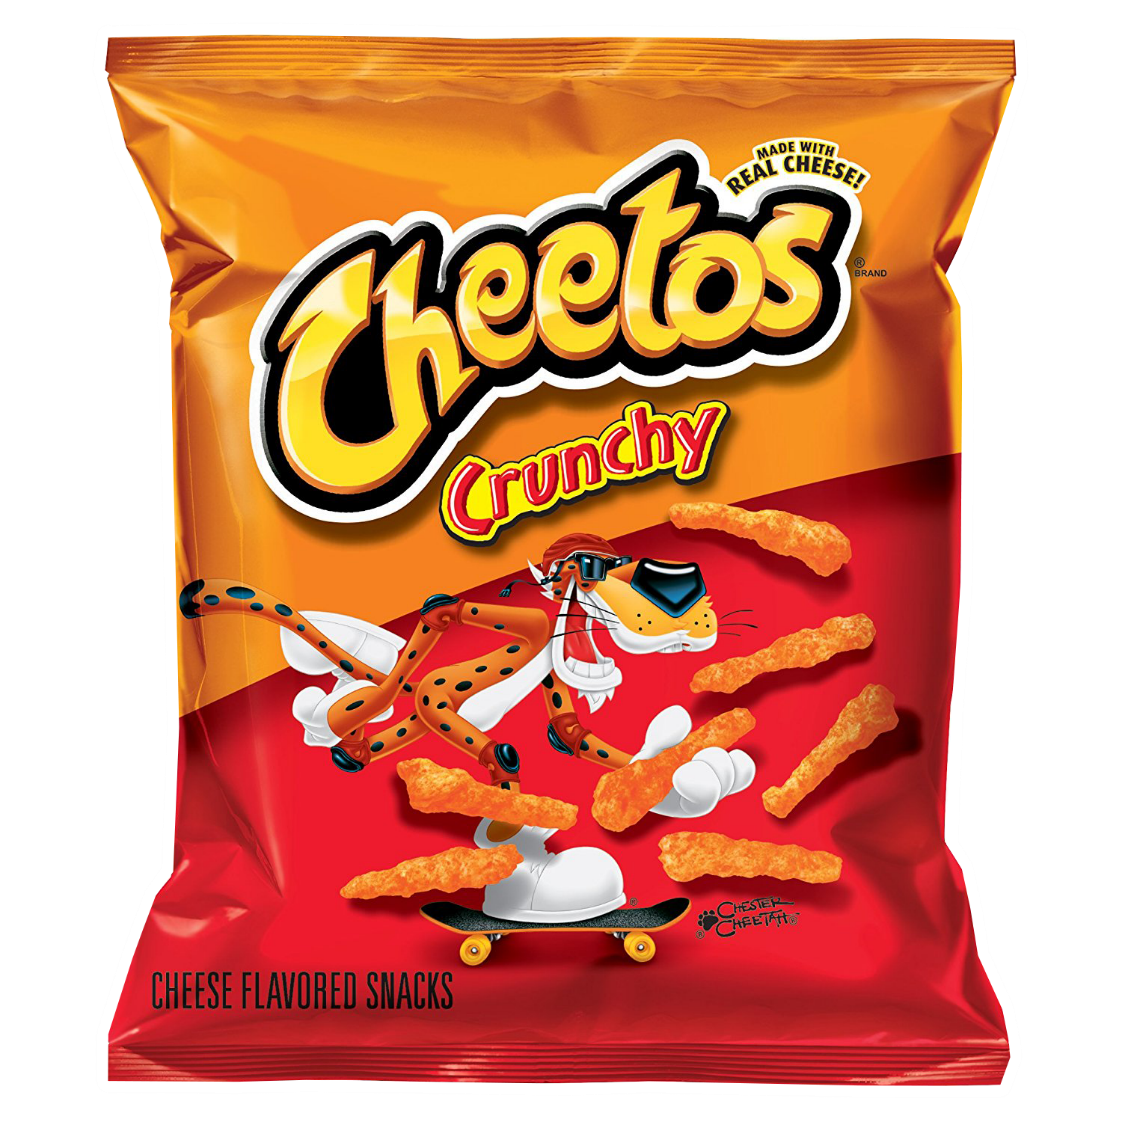 MADE WITH
REAL CHEESE!
Cheetos
® BRAND
Crunchy
®
CHESTER
CHEETAH
®
CHEESE FLAVORED SNACKS